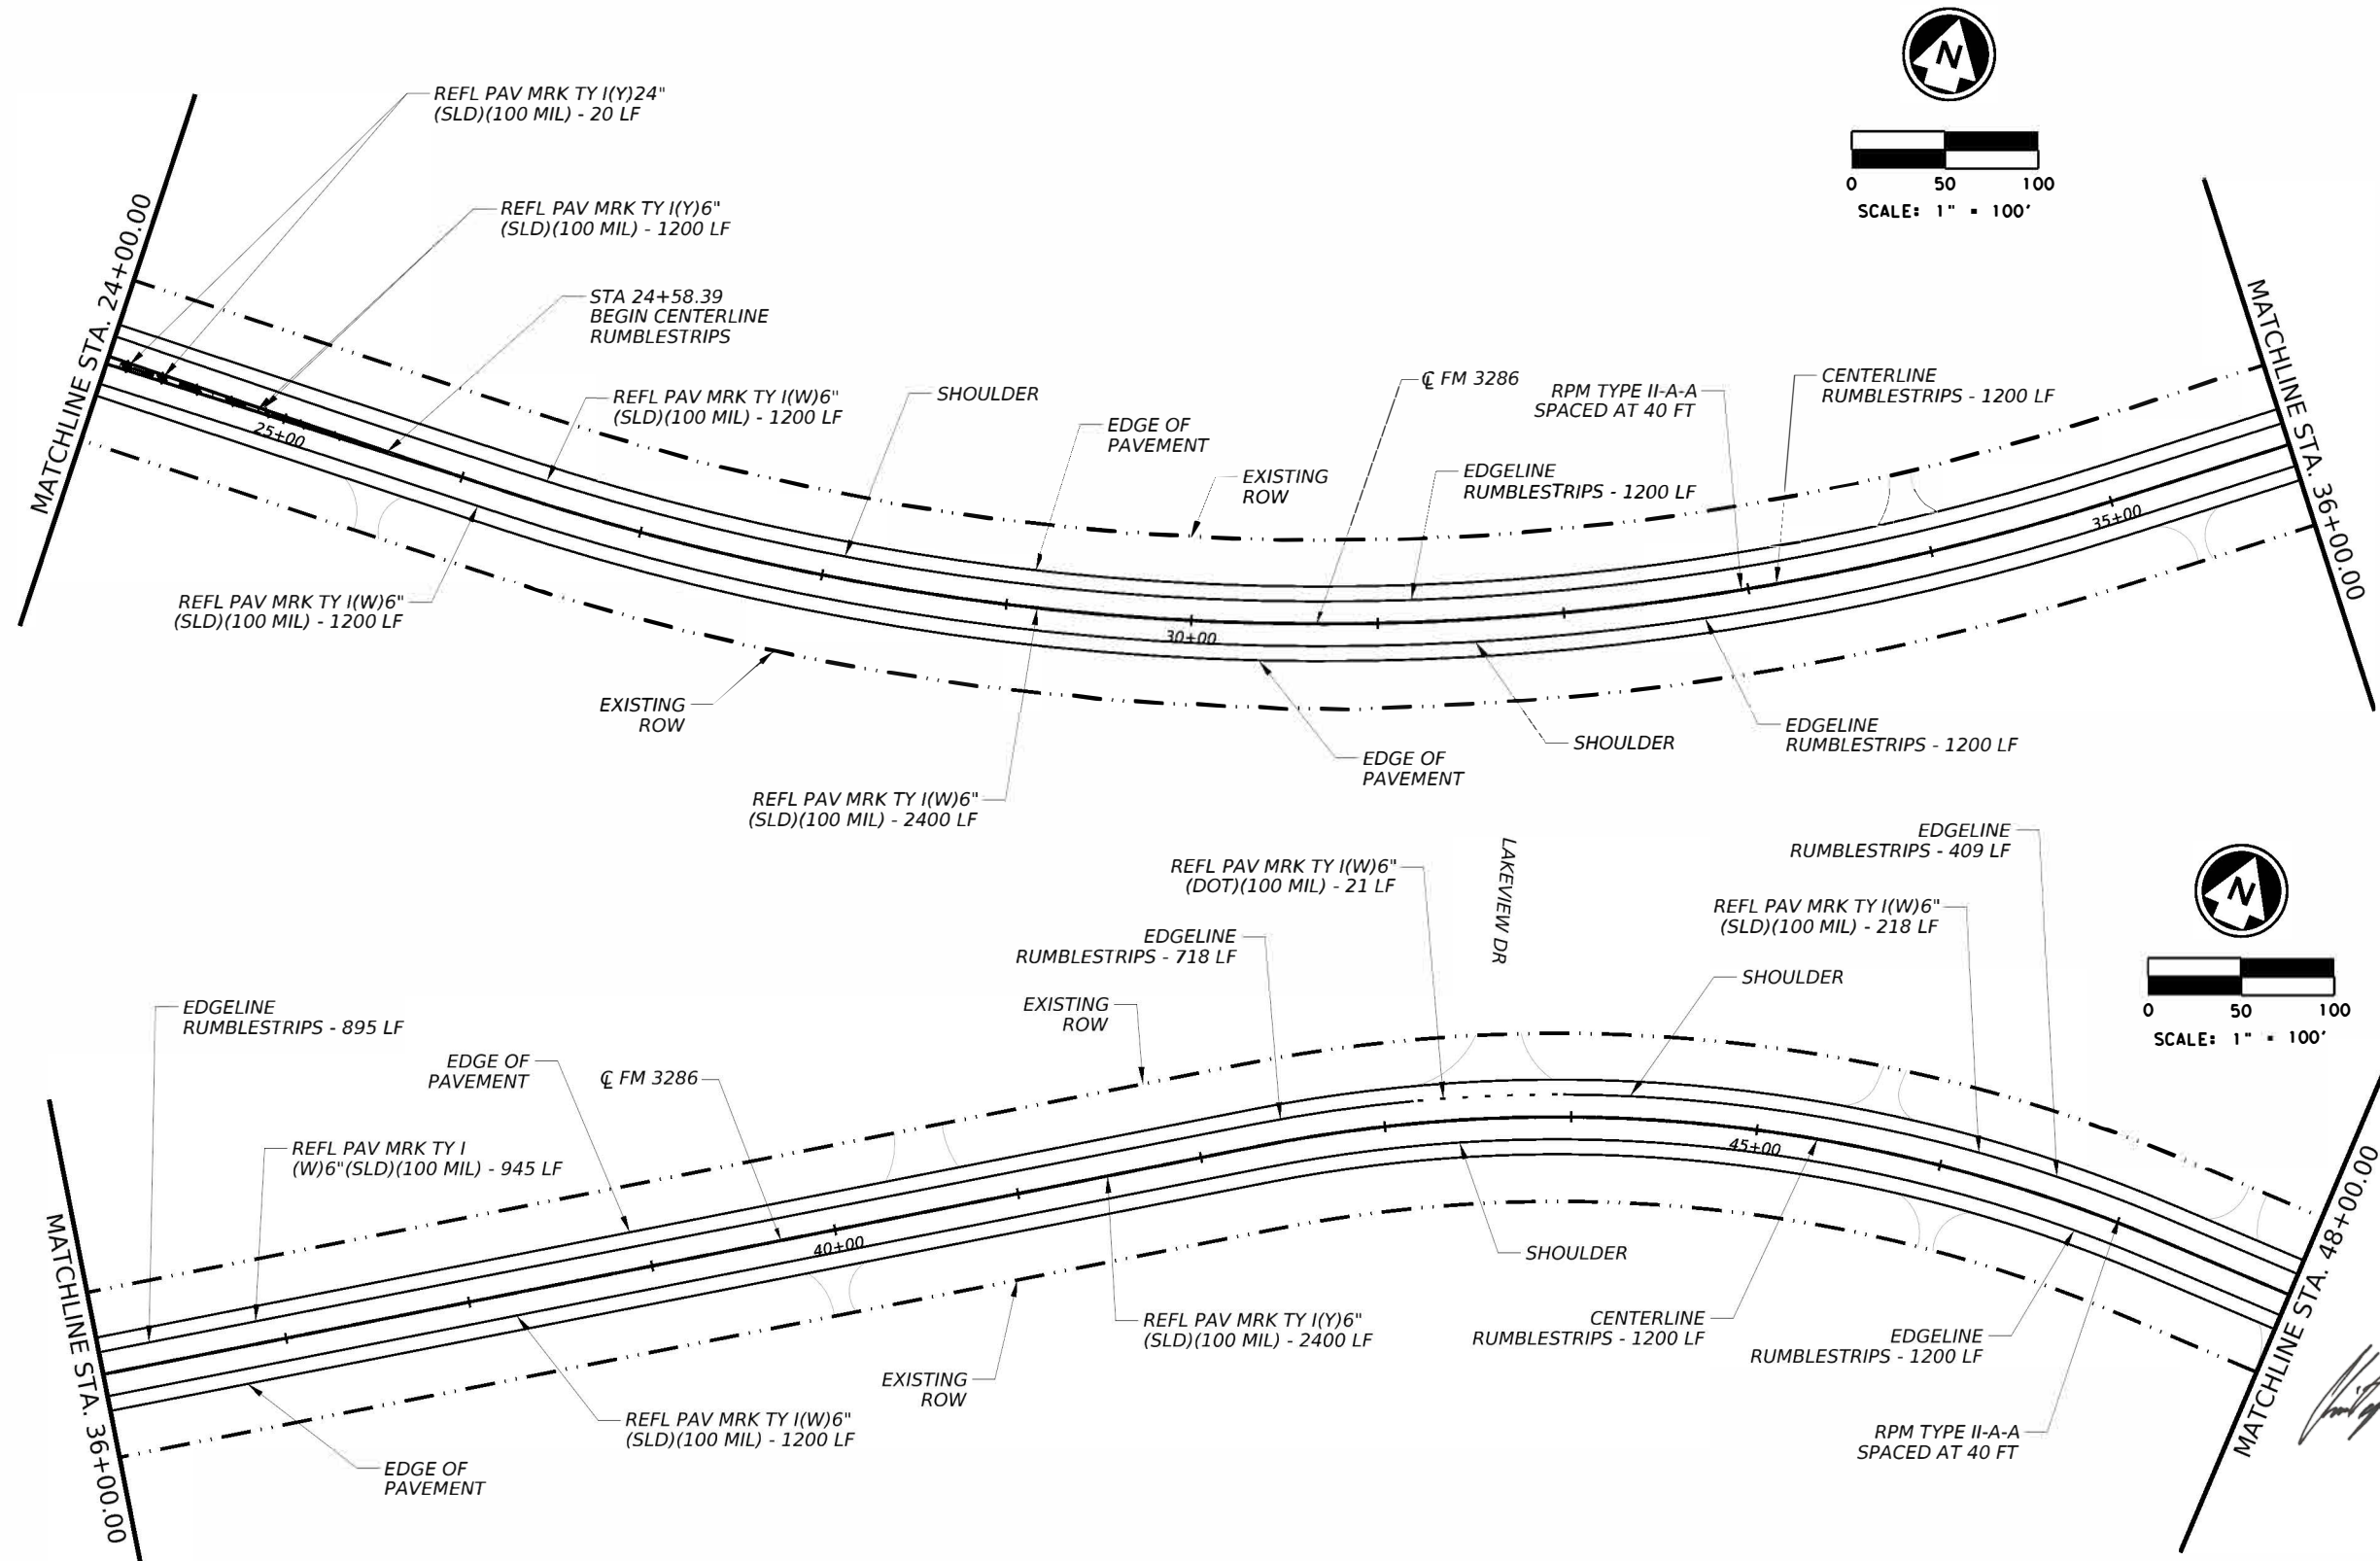 N
0 50 100
SCALE: 1" = 100'
REFL PAV MRK TY I(Y)24"
(SLD)(100 MIL) - 20 LF
REFL PAV MRK TY I(Y)6"
(SLD)(100 MIL) - 1200 LF
STA 24+58.39
BEGIN CENTERLINE
RUMBLESTRIPS
REFL PAV MRK TY I(W)6"
(SLD)(100 MIL) - 1200 LF
SHOULDER
EDGE OF
PAVEMENT
EXISTING
ROW
℄ FM 3286
EDGELINE
RUMBLESTRIPS - 1200 LF
RPM TYPE II-A-A
SPACED AT 40 FT
CENTERLINE
RUMBLESTRIPS - 1200 LF
MATCHLINE STA. 24+00.00
MATCHLINE STA. 36+00.00
25+00
30+00
35+00
REFL PAV MRK TY I(W)6"
(SLD)(100 MIL) - 1200 LF
EXISTING
ROW
REFL PAV MRK TY I(W)6"
(SLD)(100 MIL) - 2400 LF
EDGE OF
PAVEMENT
SHOULDER
EDGELINE
RUMBLESTRIPS - 1200 LF
N
0 50 100
SCALE: 1" = 100'
EDGELINE
RUMBLESTRIPS - 895 LF
REFL PAV MRK TY I
(W)6"(SLD)(100 MIL) - 945 LF
EDGE OF
PAVEMENT
℄ FM 3286
EXISTING
ROW
EDGELINE
RUMBLESTRIPS - 718 LF
REFL PAV MRK TY I(W)6"
(DOT)(100 MIL) - 21 LF
LAKEVIEW DR
EDGELINE
RUMBLESTRIPS - 409 LF
REFL PAV MRK TY I(W)6"
(SLD)(100 MIL) - 218 LF
SHOULDER
MATCHLINE STA. 36+00.00
MATCHLINE STA. 48+00.00
40+00
45+00
EDGE OF
PAVEMENT
REFL PAV MRK TY I(W)6"
(SLD)(100 MIL) - 1200 LF
EXISTING
ROW
REFL PAV MRK TY I(Y)6"
(SLD)(100 MIL) - 2400 LF
SHOULDER
CENTERLINE
RUMBLESTRIPS - 1200 LF
EDGELINE
RUMBLESTRIPS - 1200 LF
RPM TYPE II-A-A
SPACED AT 40 FT